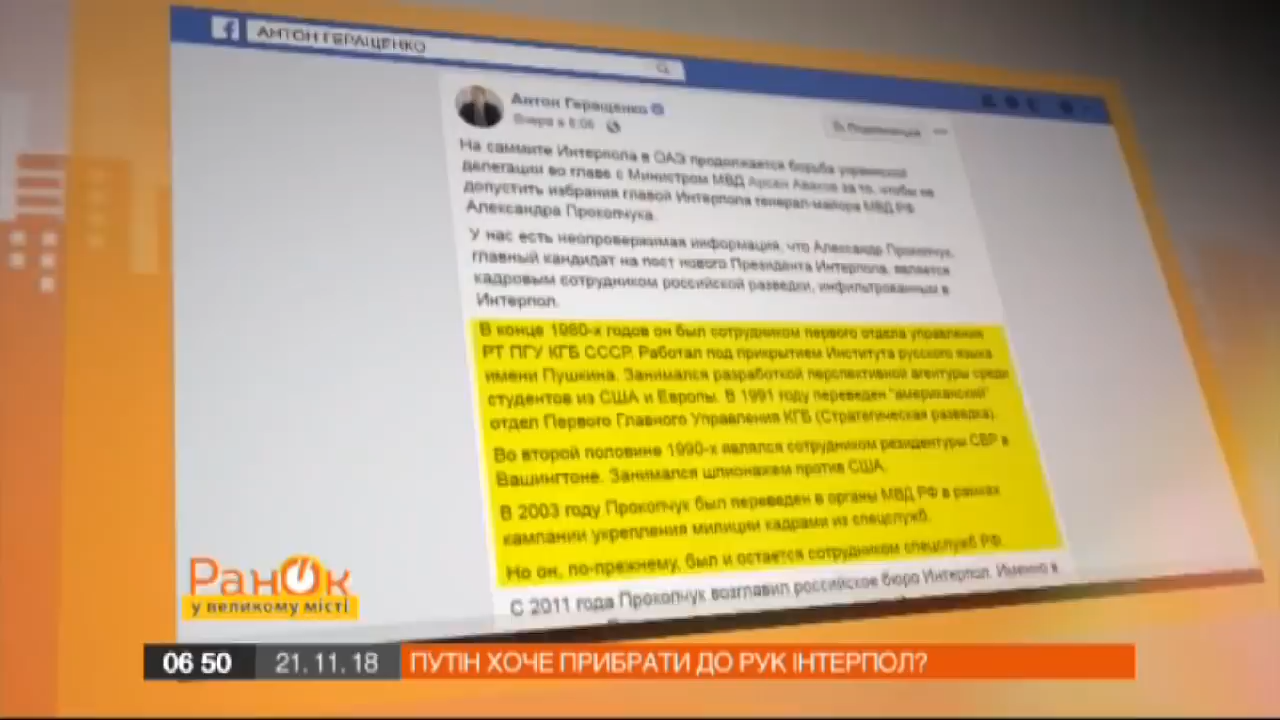 АНТОН ГЕРАЩЕНКО
Антон Геращенко
Вчера в 8:06
На саммите Интерпола в ОАЭ продолжается борьба украинской
делегации во главе с Министром МВД Арсен Аваков за то, чтобы не
допустить избрания главой Интерпола генерал-майора МВД РФ
Александра Прокопчука.
У нас есть неопровержимая информация, что Александр Прокопчук,
главный кандидат на пост нового Президента Интерпола, является
кадровым сотрудником российской разведки, инфильтрованным в
Интерпол.
В конце 1980-х годов он был сотрудником первого отдела управления
РТ ПГУ КГБ СССР. Работал под прикрытием Института русского языка
имени Пушкина. Занимался разработкой перспективной агентуры среди
студентов из США и Европы. В 1991 году переведен "американский"
отдел Первого Главного Управления КГБ (Стратегическая разведка).
Во второй половине 1990-х являлся сотрудником резидентуры СВР в
Вашингтоне. Занимался шпионажем против США.
В 2003 году Прокопчук был переведен в органы МВД РФ в рамках
кампании укрепления милиции кадрами из спецслужб.
Но он, по-прежнему, был и остается сотрудником спецслужб РФ.
С 2011 года Прокопчук возглавил российское бюро Интерпол. Именно в
Ранок
у великому місті
06 50 21.11.18 ПУТІН ХОЧЕ ПРИБРАТИ ДО РУК ІНТЕРПОЛ?